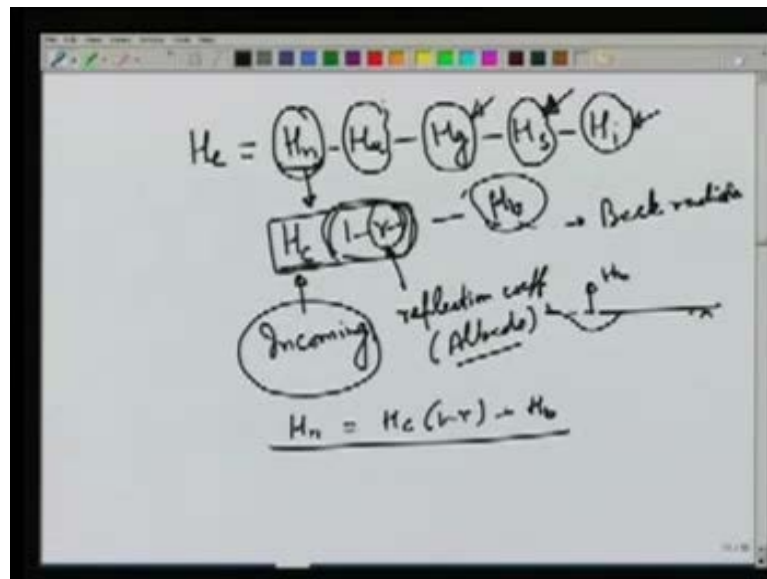 He = Hn - Ha - Hg - Hs - Hi
Hc (1-r) - Hb → Back radiation
Incoming
reflection coeff
(Albedo)
Hn = Hc (1-r) - Hb